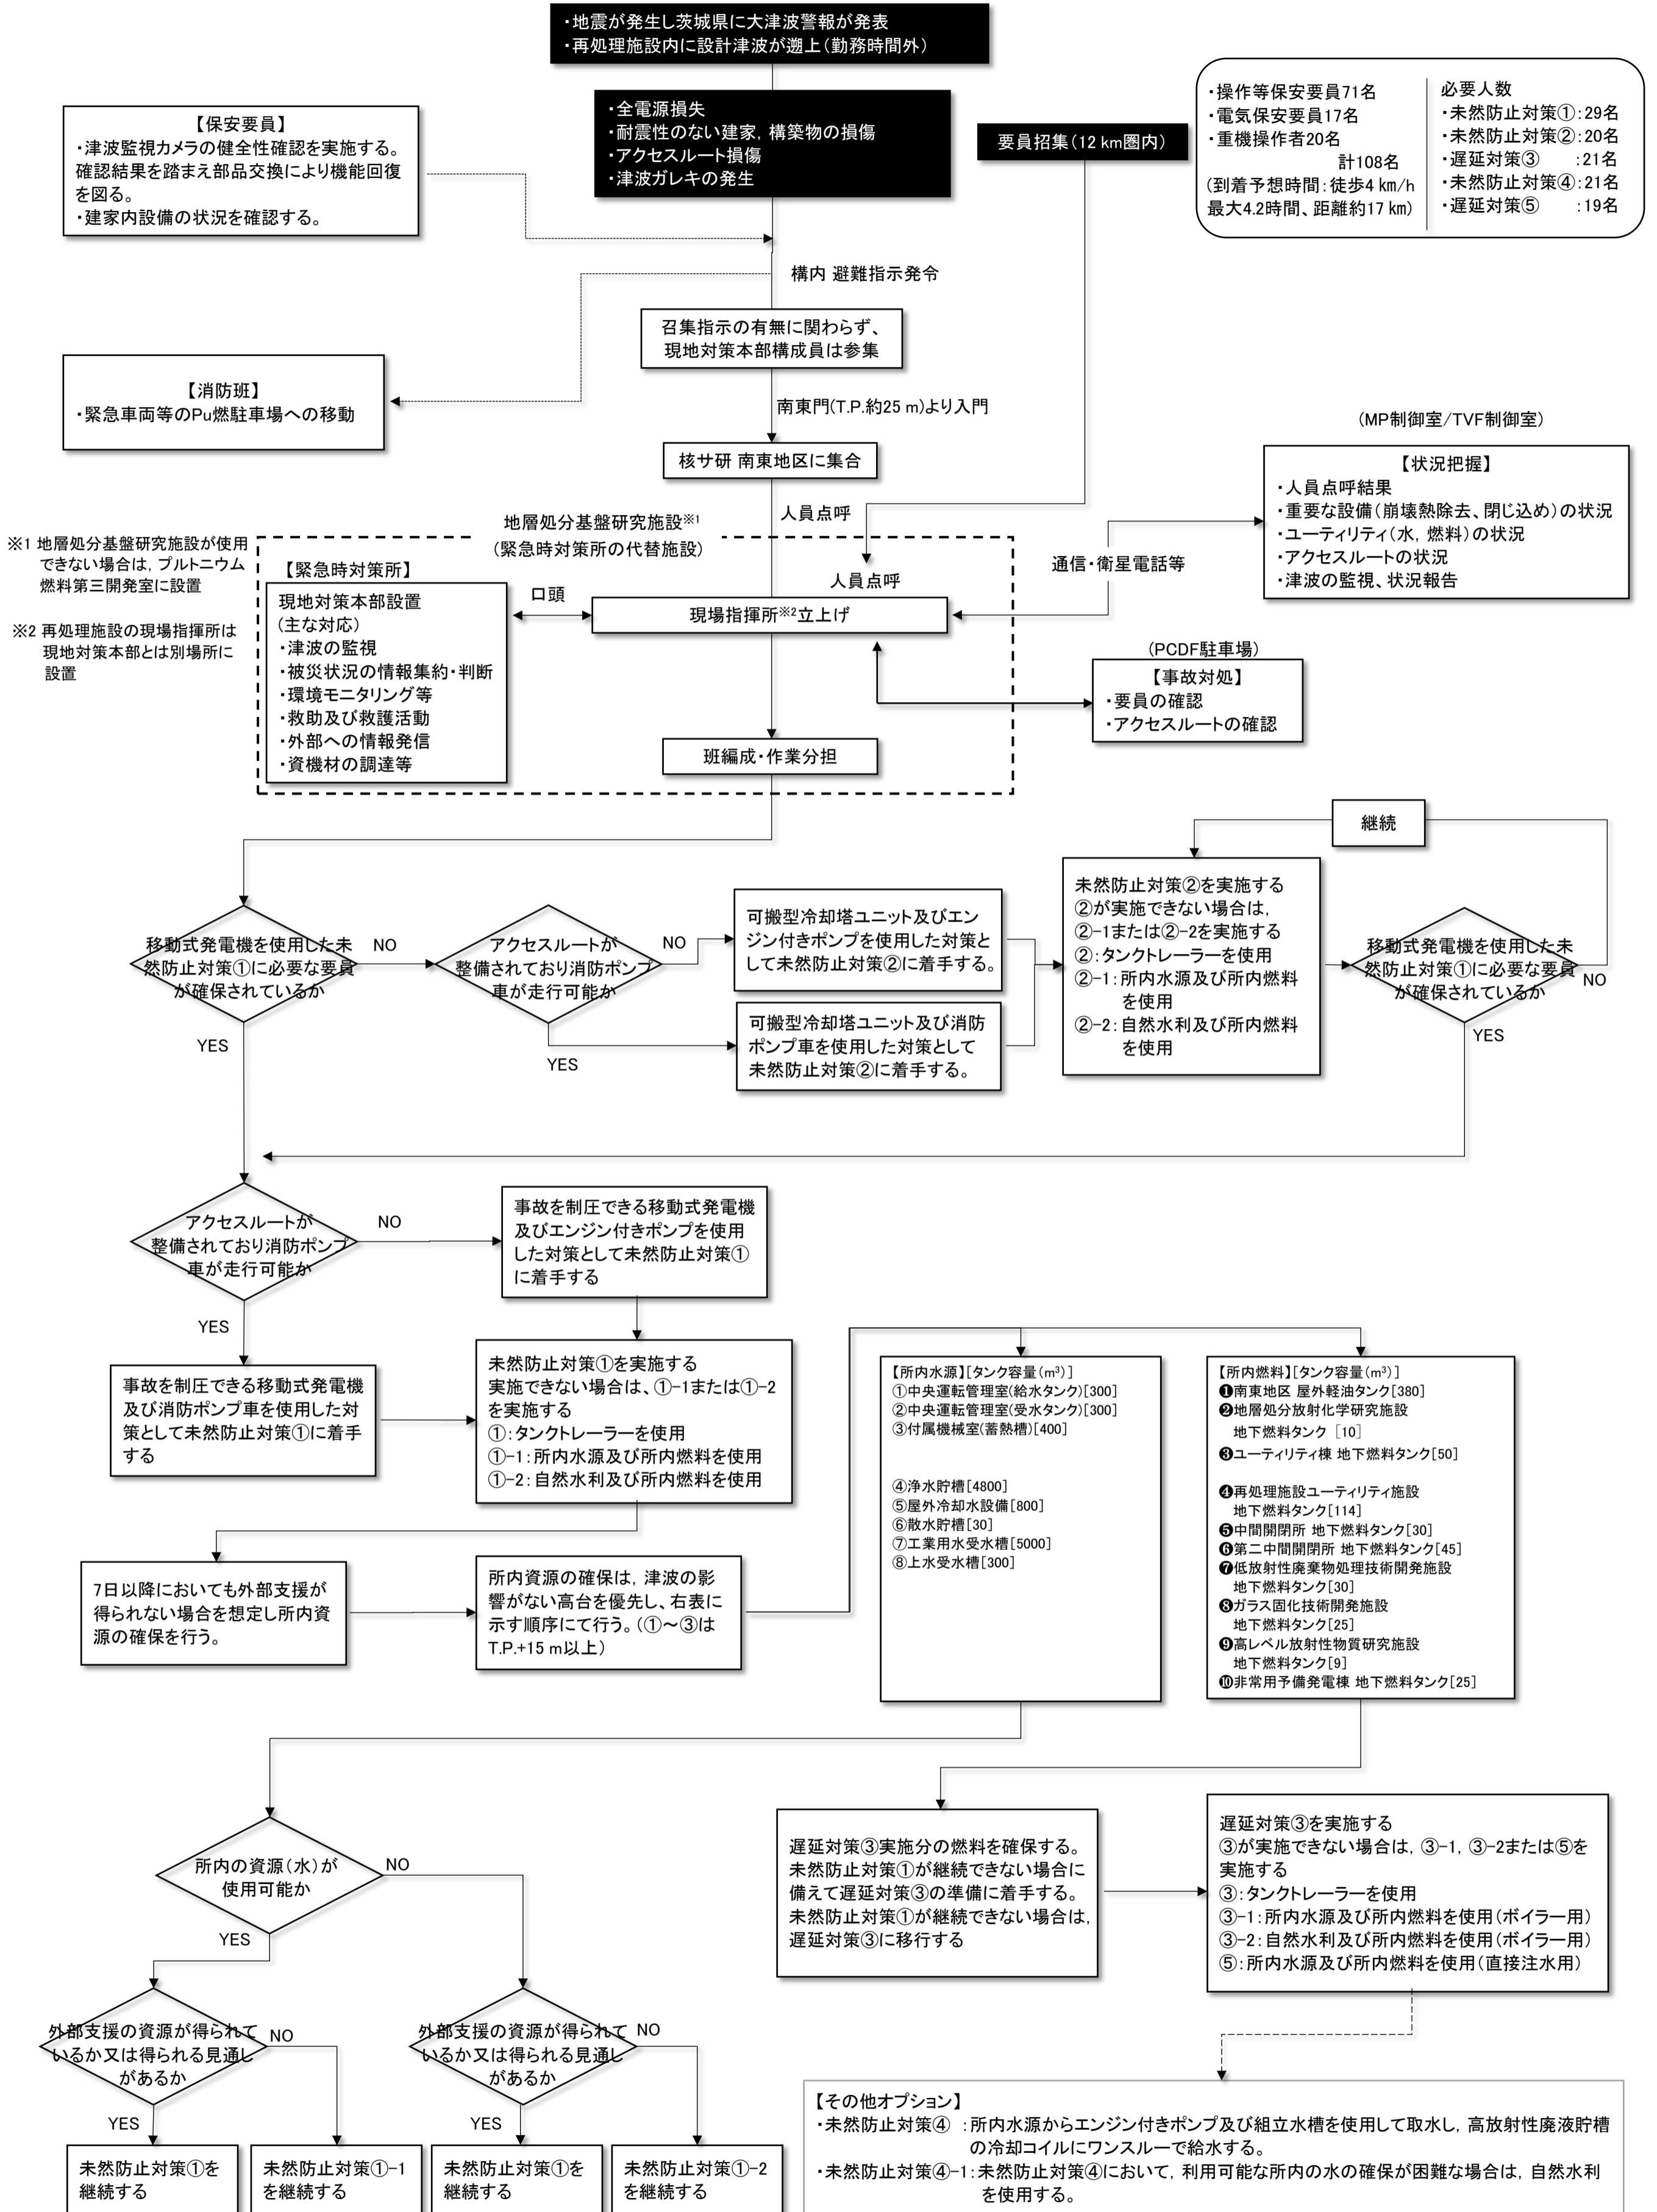 ・地震が発生し茨城県に大津波警報が発表
・再処理施設内に設計津波が遡上（勤務時間外）
・全電源損失
・耐震性のない建家，構築物の損傷
・アクセスルート損傷
・津波ガレキの発生
【保安要員】
・津波監視カメラの健全性確認を実施する。
確認結果を踏まえ部品交換により機能回復
を図る。
・建家内設備の状況を確認する。
要員招集（12 km圏内）
・操作等保安要員71名
・電気保安要員17名
・重機操作者20名
計108名
（到着予想時間：徒歩4 km/h
最大4.2時間、距離約17 km）
必要人数
・未然防止対策①：29名
・未然防止対策②：20名
・遅延対策③　　：21名
・未然防止対策④：21名
・遅延対策⑤　　：19名
構内 避難指示発令
召集指示の有無に関わらず、
現地対策本部構成員は参集
【消防班】
・緊急車両等のPu燃駐車場への移動
南東門(T.P.約25 m)より入門
核サ研 南東地区に集合
人員点呼
(MP制御室/TVF制御室)
【状況把握】
・人員点呼結果
・重要な設備（崩壊熱除去、閉じ込め）の状況
・ユーティリティ（水，燃料）の状況
・アクセスルートの状況
・津波の監視、状況報告
※1 地層処分基盤研究施設が使用
できない場合は，プルトニウム
燃料第三開発室に設置
※2 再処理施設の現場指揮所は
現地対策本部とは別場所に
設置
地層処分基盤研究施設※1
（緊急時対策所の代替施設）
【緊急時対策所】
現地対策本部設置
（主な対応）
・津波の監視
・被災状況の情報集約・判断
・環境モニタリング等
・救助及び救護活動
・外部への情報発信
・資機材の調達等
口頭
人員点呼
現場指揮所※2立上げ
通信・衛星電話等
(PCDF駐車場)
【事故対処】
・要員の確認
・アクセスルートの確認
班編成・作業分担
継続
移動式発電機を使用した未
然防止対策①に必要な要員
が確保されているか
NO
YES
アクセスルートが
整備されており消防ポンプ
車が走行可能か
NO
YES
可搬型冷却塔ユニット及びエン
ジン付きポンプを使用した対策と
して未然防止対策②に着手する。
可搬型冷却塔ユニット及び消防
ポンプ車を使用した対策として
未然防止対策②に着手する。
未然防止対策②を実施する
②が実施できない場合は，
②-1または②-2を実施する
②：タンクトレーラーを使用
②-1：所内水源及び所内燃料
を使用
②-2：自然水利及び所内燃料
を使用
移動式発電機を使用した未
然防止対策①に必要な要員
が確保されているか
NO
YES
アクセスルートが
整備されており消防ポンプ
車が走行可能か
NO
YES
事故を制圧できる移動式発電機
及びエンジン付きポンプを使用
した対策として未然防止対策①
に着手する
事故を制圧できる移動式発電機
及び消防ポンプ車を使用した対
策として未然防止対策①に着手
する
未然防止対策①を実施する
実施できない場合は、①-1または①-2
を実施する
①：タンクトレーラーを使用
①-1：所内水源及び所内燃料を使用
①-2：自然水利及び所内燃料を使用
7日以降においても外部支援が
得られない場合を想定し所内資
源の確保を行う。
所内資源の確保は，津波の影
響がない高台を優先し、右表に
示す順序にて行う。（①～③は
T.P.+15 m以上）
【所内水源】[タンク容量（m³）]
①中央運転管理室(給水タンク)[300]
②中央運転管理室(受水タンク)[300]
③付属機械室(蓄熱槽)[400]
④浄水貯槽[4800]
⑤屋外冷却水設備[800]
⑥散水貯槽[30]
⑦工業用水受水槽[5000]
⑧上水受水槽[300]
【所内燃料】[タンク容量（m³）]
❶南東地区 屋外軽油タンク[380]
❷地層処分放射化学研究施設
地下燃料タンク [10]
❸ユーティリティ棟 地下燃料タンク[50]
❹再処理施設ユーティリティ施設
地下燃料タンク[114]
❺中間開閉所 地下燃料タンク[30]
❻第二中間開閉所 地下燃料タンク[45]
❼低放射性廃棄物処理技術開発施設
地下燃料タンク[30]
❽ガラス固化技術開発施設
地下燃料タンク[25]
❾高レベル放射性物質研究施設
地下燃料タンク[9]
❿非常用予備発電棟 地下燃料タンク[25]
所内の資源（水）が
使用可能か
NO
YES
遅延対策③実施分の燃料を確保する。
未然防止対策①が継続できない場合に
備えて遅延対策③の準備に着手する。
未然防止対策①が継続できない場合は，
遅延対策③に移行する
遅延対策③を実施する
③が実施できない場合は，③-1，③-2または⑤を
実施する
③：タンクトレーラーを使用
③-1：所内水源及び所内燃料を使用（ボイラー用）
③-2：自然水利及び所内燃料を使用（ボイラー用）
⑤：所内水源及び所内燃料を使用（直接注水用）
外部支援の資源が得られて
いるか又は得られる見通し
があるか
NO
YES
外部支援の資源が得られて
いるか又は得られる見通し
があるか
NO
YES
未然防止対策①を
継続する
未然防止対策①-1
を継続する
未然防止対策①を
継続する
未然防止対策①-2
を継続する
【その他オプション】
・未然防止対策④　：所内水源からエンジン付きポンプ及び組立水槽を使用して取水し，高放射性廃液貯槽
の冷却コイルにワンスルーで給水する。
・未然防止対策④-1：未然防止対策④において，利用可能な所内の水の確保が困難な場合は，自然水利
を使用する。